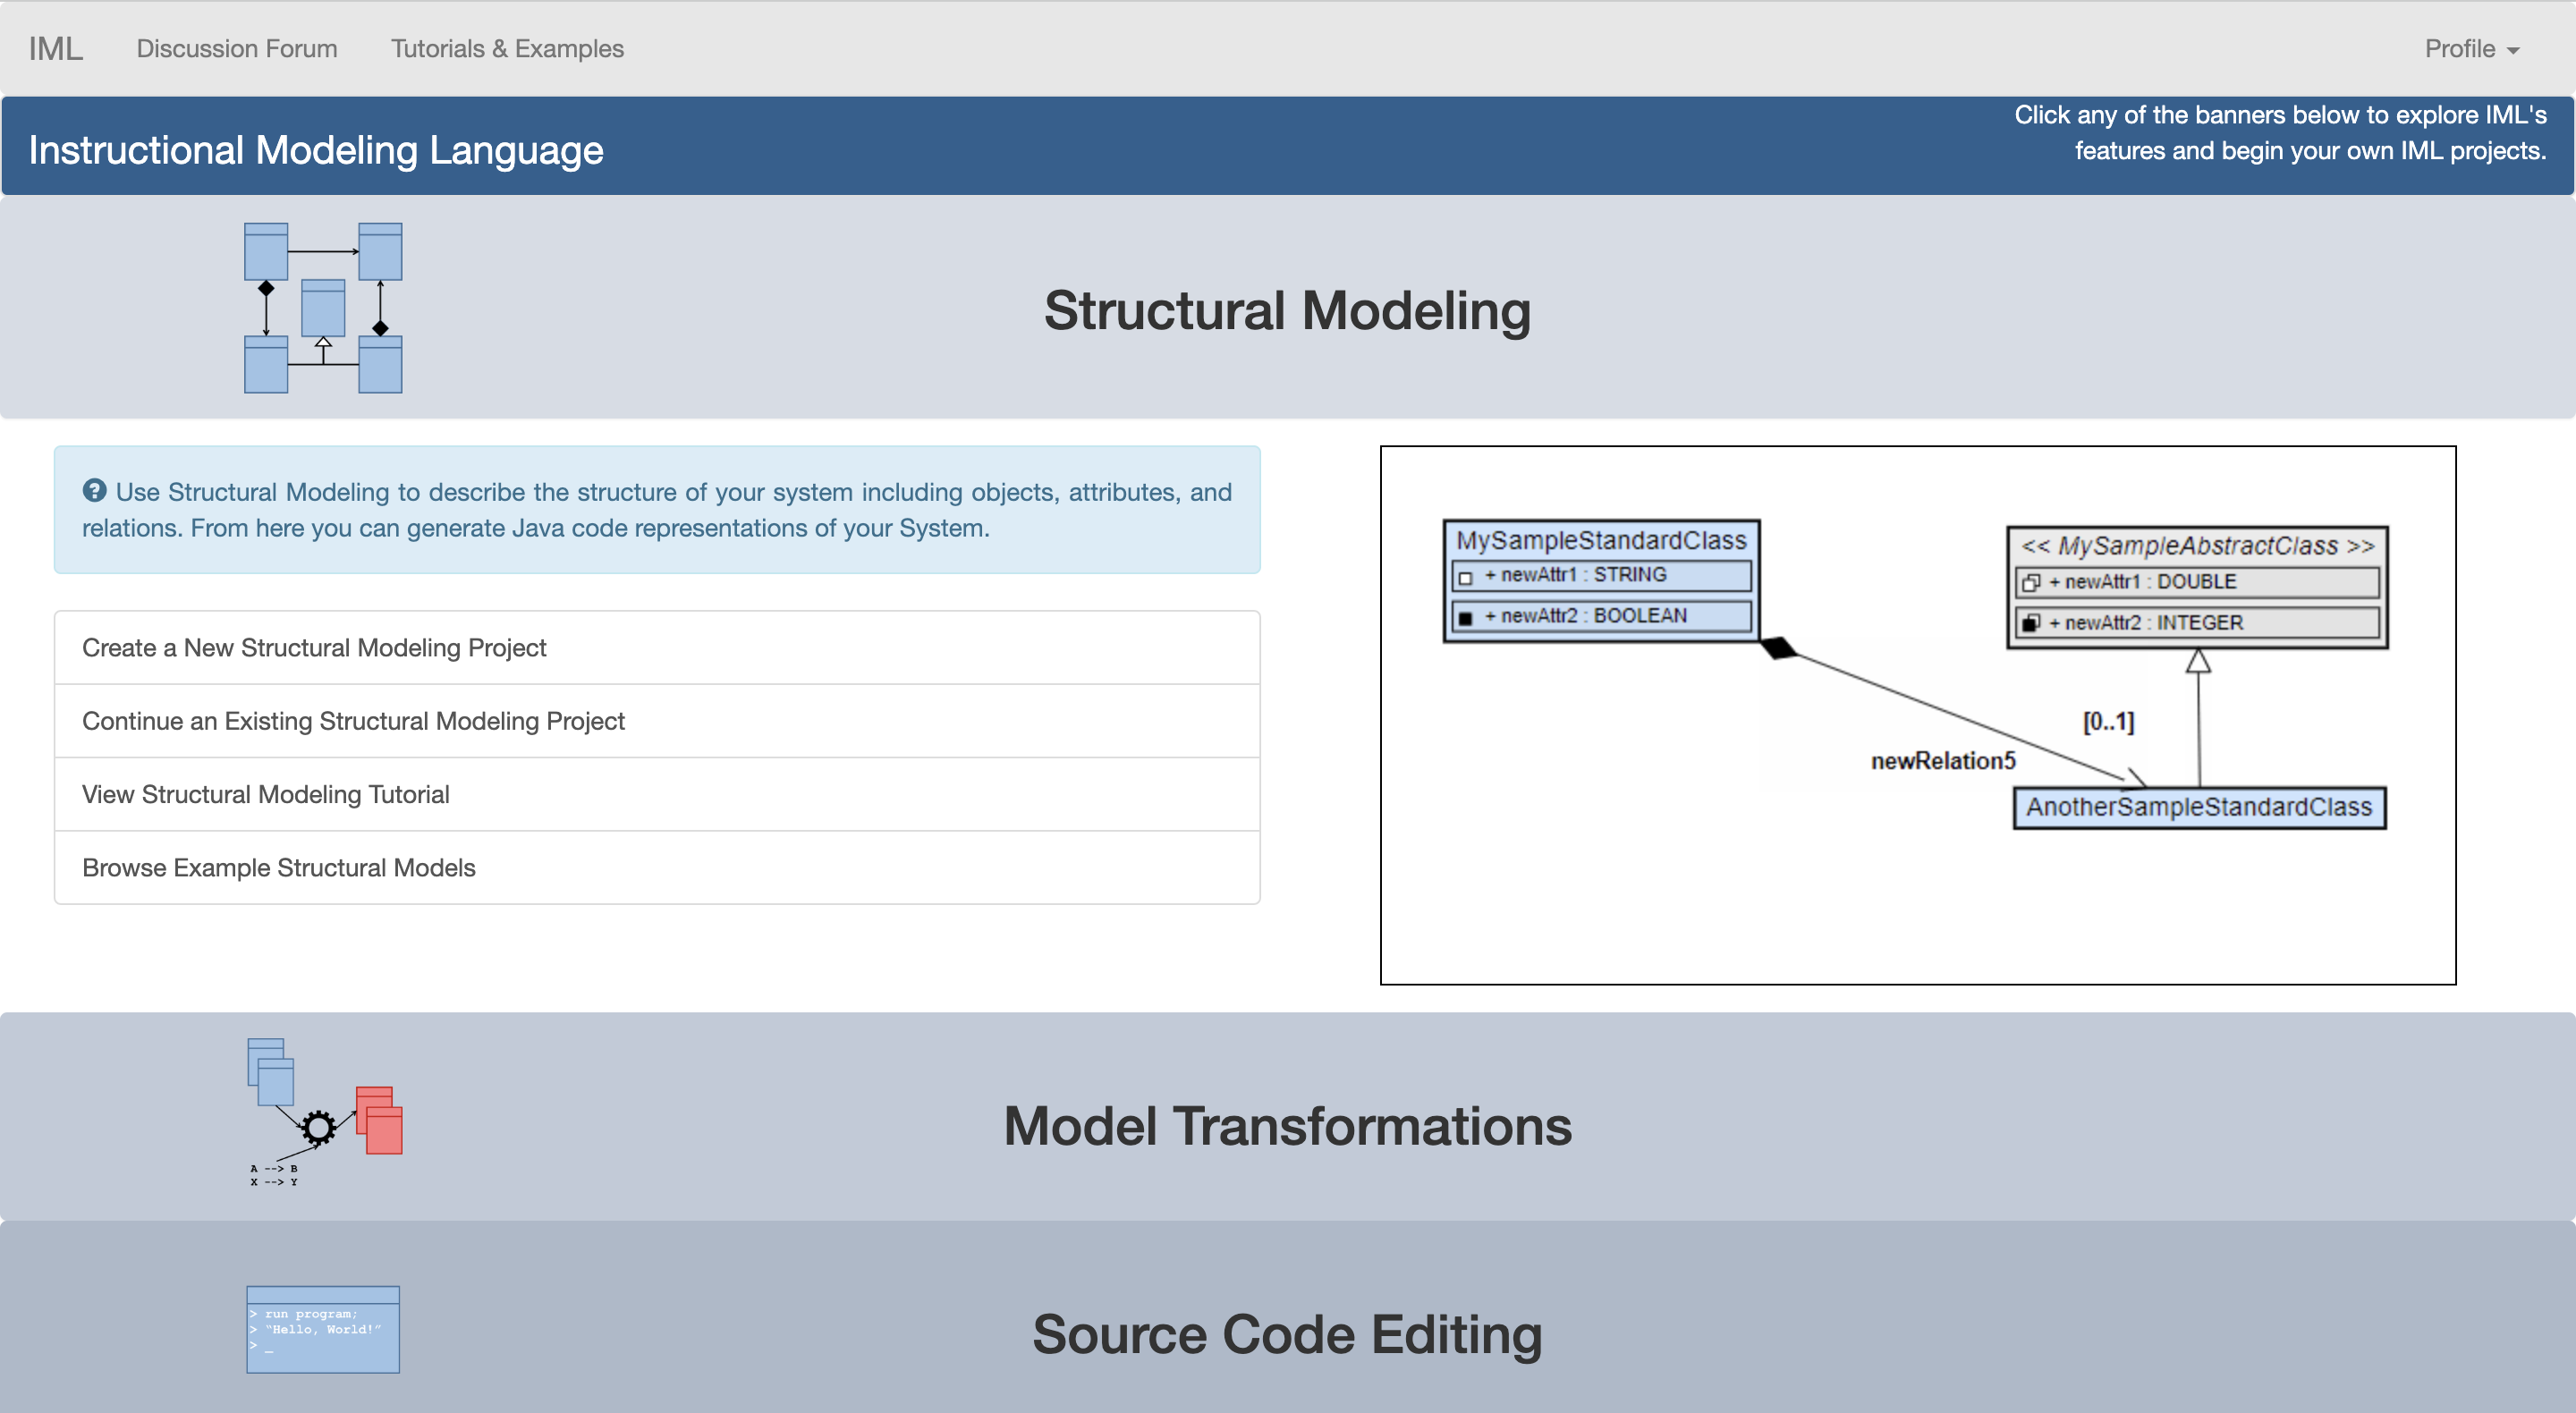 IML Discussion Forum Tutorials & Examples Profile
Instructional Modeling Language
Click any of the banners below to explore IML's
features and begin your own IML projects.
Structural Modeling
Use Structural Modeling to describe the structure of your system including objects, attributes, and
relations. From here you can generate Java code representations of your System.
Create a New Structural Modeling Project
Continue an Existing Structural Modeling Project
View Structural Modeling Tutorial
Browse Example Structural Models
MySampleStandardClass
+ newAttr1 : STRING
+ newAttr2 : BOOLEAN
<< MySampleAbstractClass >>
+ newAttr1 : DOUBLE
+ newAttr2 : INTEGER
[0..1]
newRelation5
AnotherSampleStandardClass
A --> B
X --> Y
Model Transformations
> run program;
> “Hello, World!”
> _
Source Code Editing